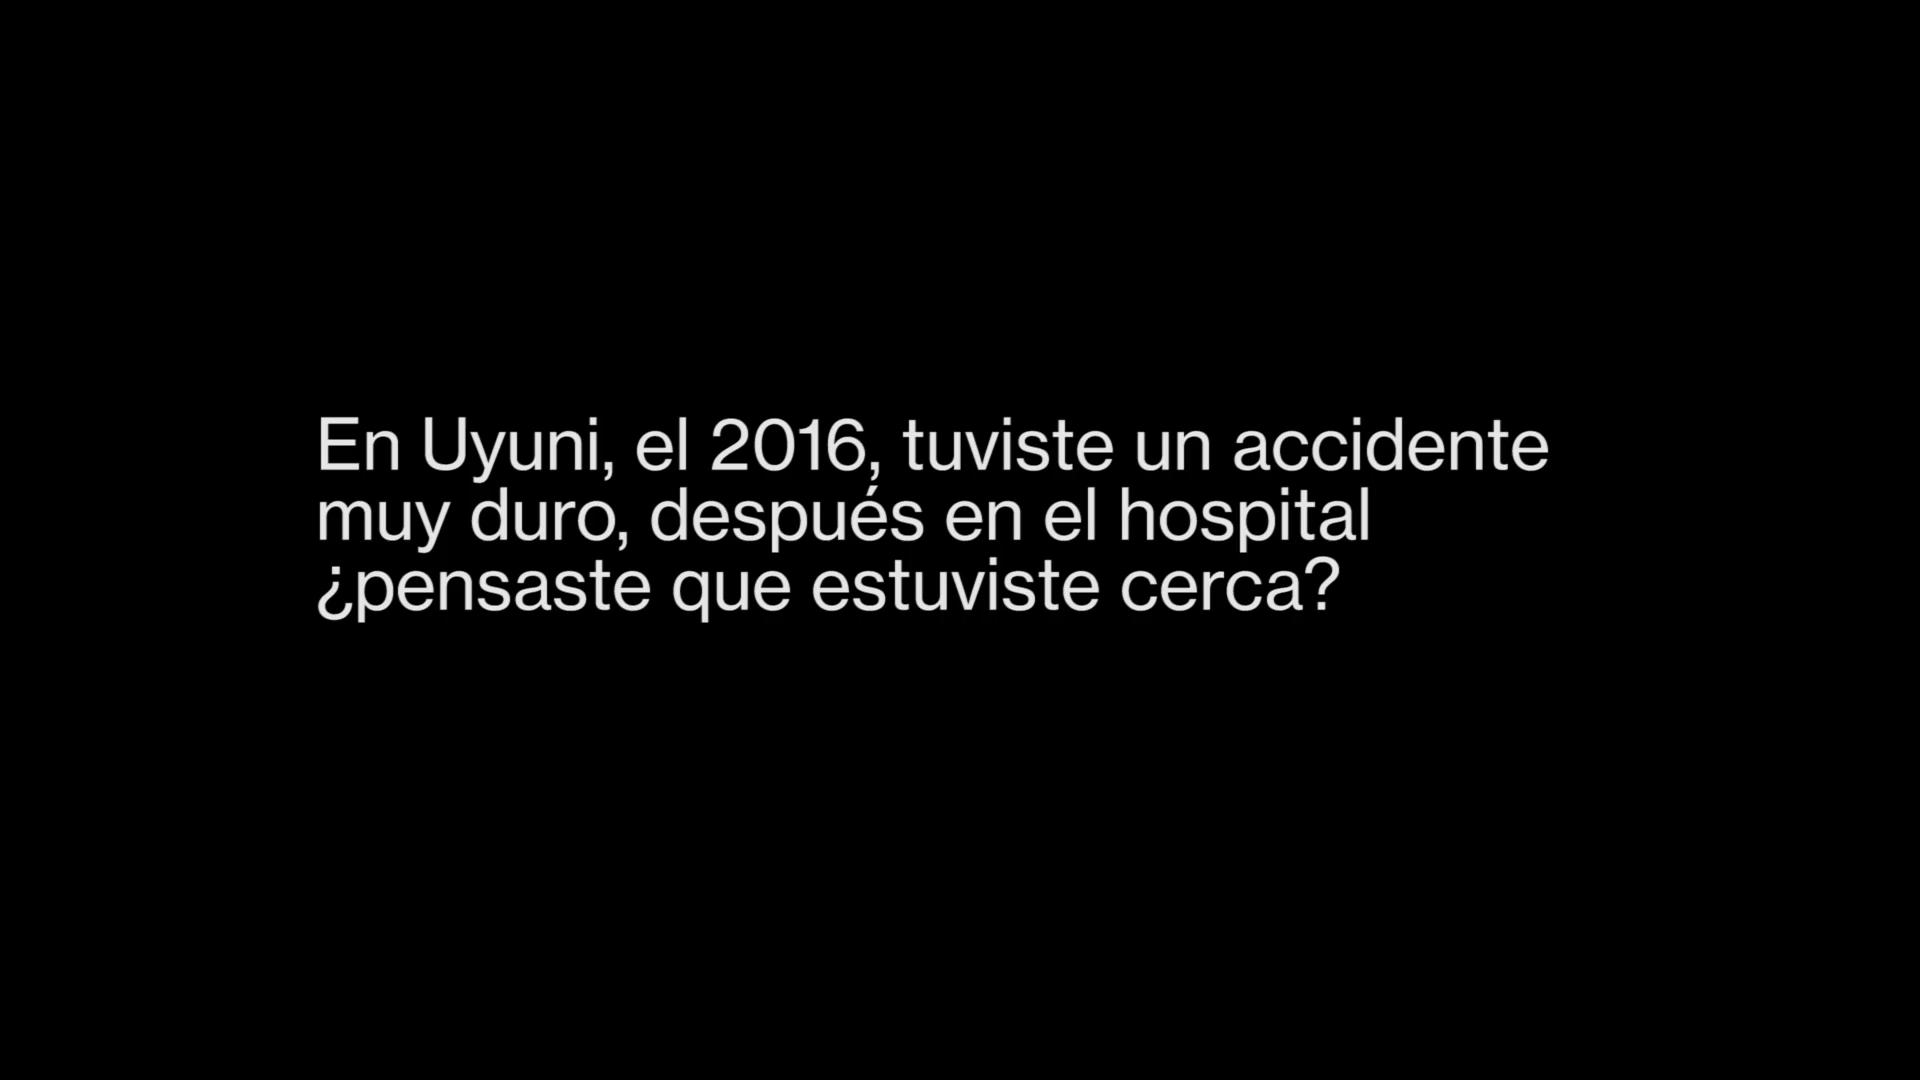 En Uyuni, el 2016, tuviste un accidente
muy duro, después en el hospital
¿pensaste que estuviste cerca?